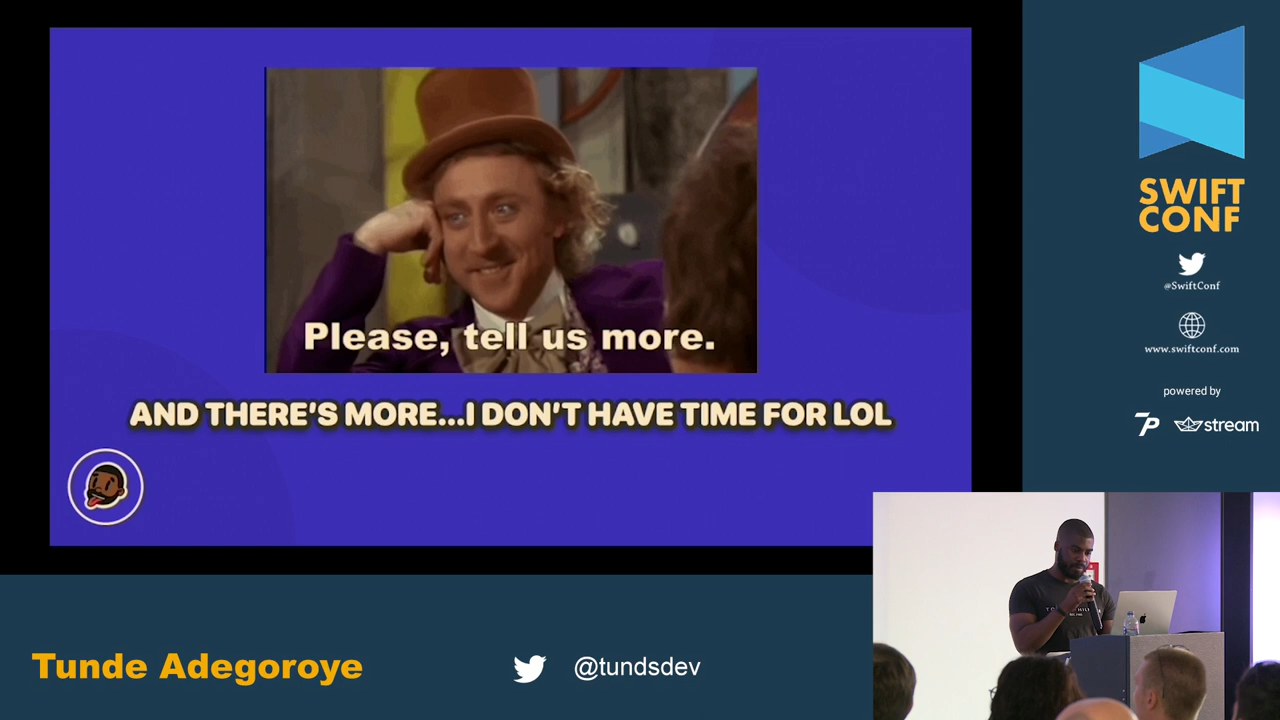 Please, tell us more.
AND THERE'S MORE...I DON'T HAVE TIME FOR LOL
SWIFT
CONF
@SwiftConf
www.swiftconf.com
powered by
stream
Tunde Adegoroye
@tundsdev